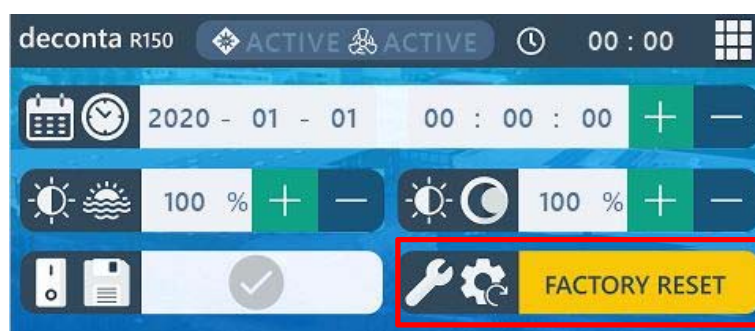 deconta R150 ACTIVE ACTIVE 00 : 00
2020 - 01 - 01 00 : 00 : 00 + −
100 % + − 100 % + −
FACTORY RESET